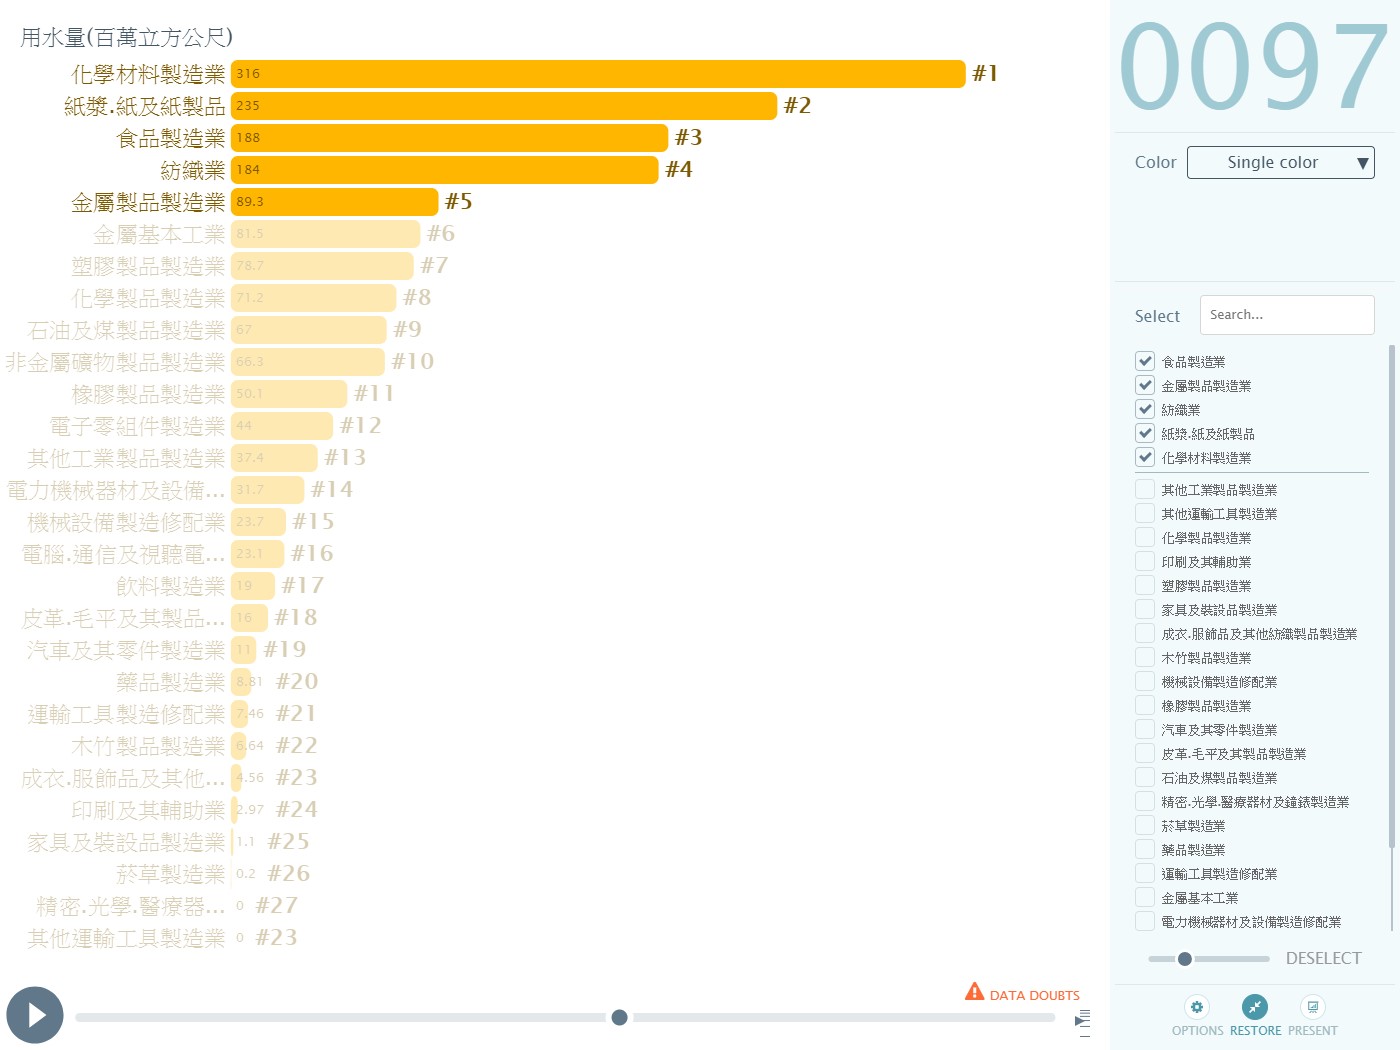 用水量(百萬立方公尺)
化學材料製造業 316 #1
紙漿.紙及紙製品 235 #2
食品製造業 188 #3
紡織業 184 #4
金屬製品製造業 89.3 #5
金屬基本工業 81.5 #6
塑膠製品製造業 78.7 #7
化學製品製造業 71.2 #8
石油及煤製品製造業 67 #9
非金屬礦物製品製造業 66.3 #10
橡膠製品製造業 50.1 #11
電子零組件製造業 44 #12
其他工業製品製造業 37.4 #13
電力機械器材及設備... 31.7 #14
機械設備製造修配業 23.7 #15
電腦.通信及視聽電... 23.1 #16
飲料製造業 19 #17
皮革.毛平及其製品... 16 #18
汽車及其零件製造業 11 #19
藥品製造業 8.81 #20
運輸工具製造修配業 7.46 #21
木竹製品製造業 6.64 #22
成衣.服飾品及其他... 4.56 #23
印刷及其輔助業 2.97 #24
家具及裝設品製造業 1.1 #25
菸草製造業 0.2 #26
精密.光學.醫療器... 0 #27
其他運輸工具製造業 0 #23
DATA DOUBTS
0097
Color Single color
Select Search...
食品製造業
金屬製品製造業
紡織業
紙漿.紙及紙製品
化學材料製造業
其他工業製品製造業
其他運輸工具製造業
化學製品製造業
印刷及其輔助業
塑膠製品製造業
家具及裝設品製造業
成衣.服飾品及其他紡織製品製造業
木竹製品製造業
機械設備製造修配業
橡膠製品製造業
汽車及其零件製造業
皮革.毛平及其製品製造業
石油及煤製品製造業
精密.光學.醫療器材及鐘錶製造業
菸草製造業
藥品製造業
運輸工具製造修配業
金屬基本工業
電力機械器材及設備製造修配業
DESELECT
OPTIONS RESTORE PRESENT